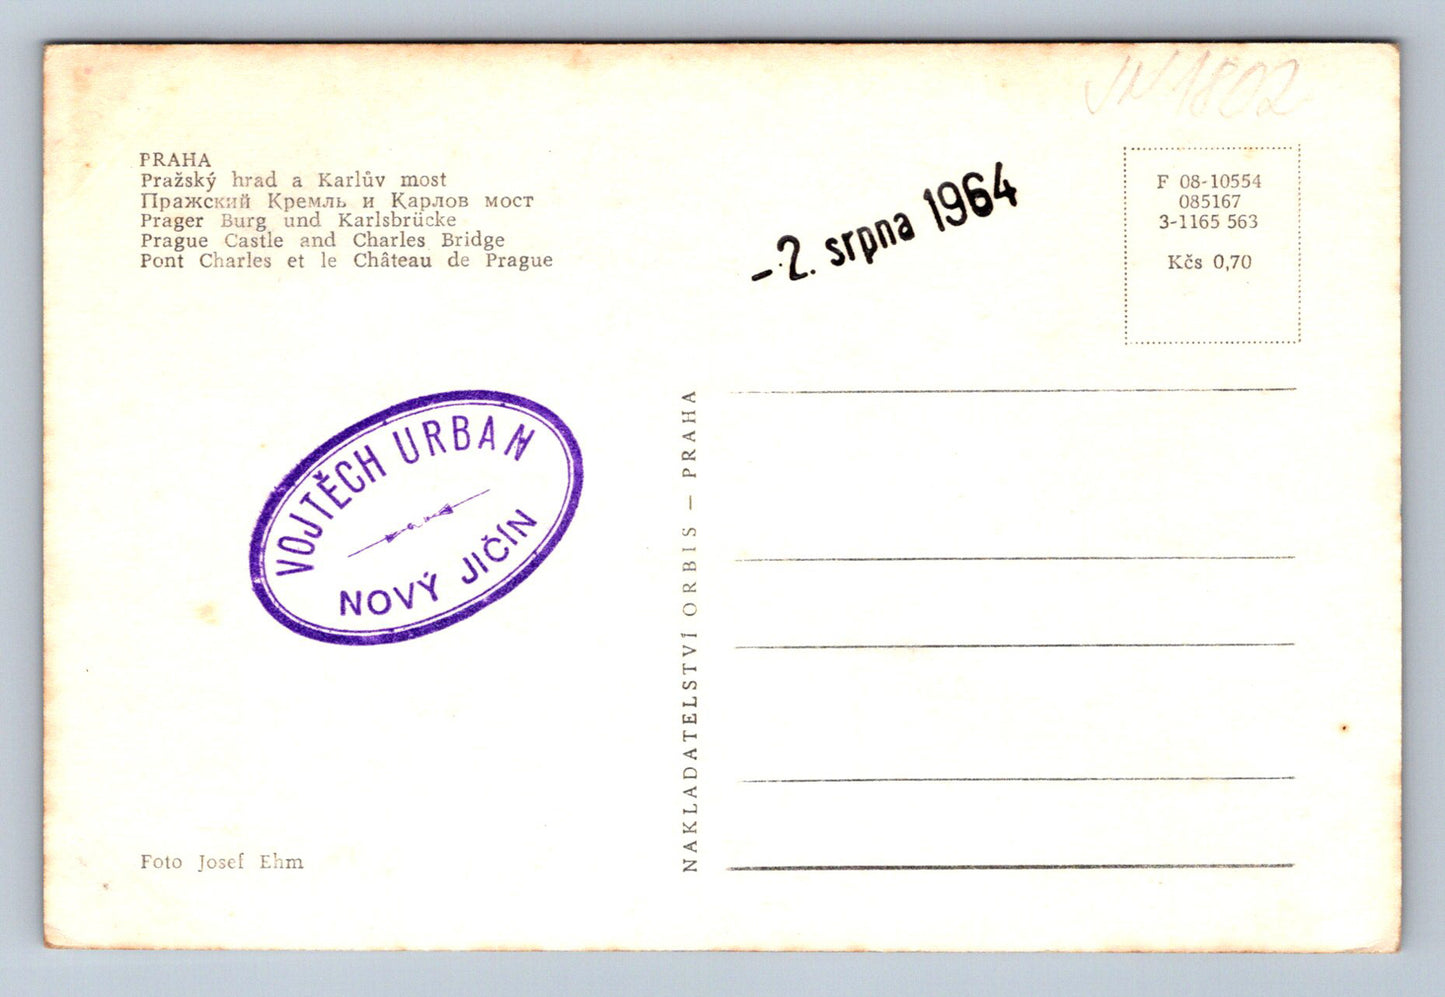 JN1802
PRAHA
Pražský hrad a Karlův most
Пражский Кремль и Карлов мост
Prager Burg und Karlsbrücke
Prague Castle and Charles Bridge
Pont Charles et le Château de Prague
- 2. srpna 1964
F 08-10554
085167
3-1165 563
Kčs 0,70
VOJTĚCH URBAN
NOVÝ JIČÍN
NAKLADATELSTVÍ ORBIS — PRAHA
Foto Josef Ehm